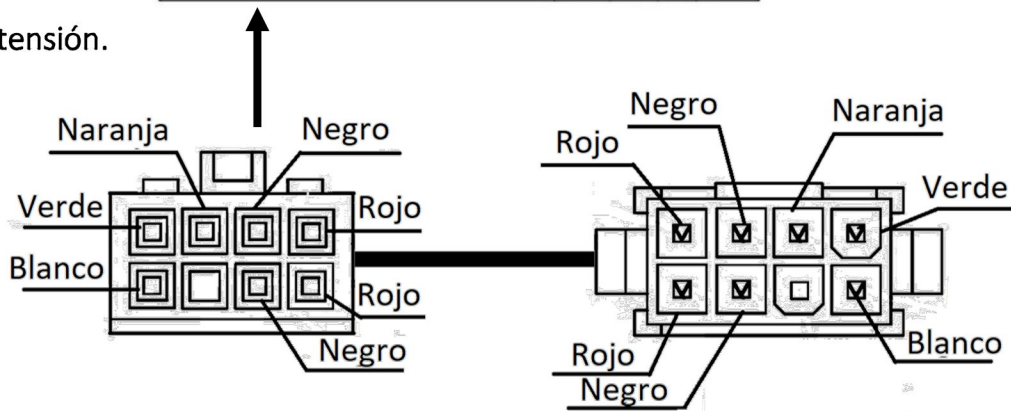 tensión.
Naranja
Negro
Verde
Rojo
Blanco
Rojo
Negro
Negro
Naranja
Rojo
Verde
Rojo
Negro
Blanco